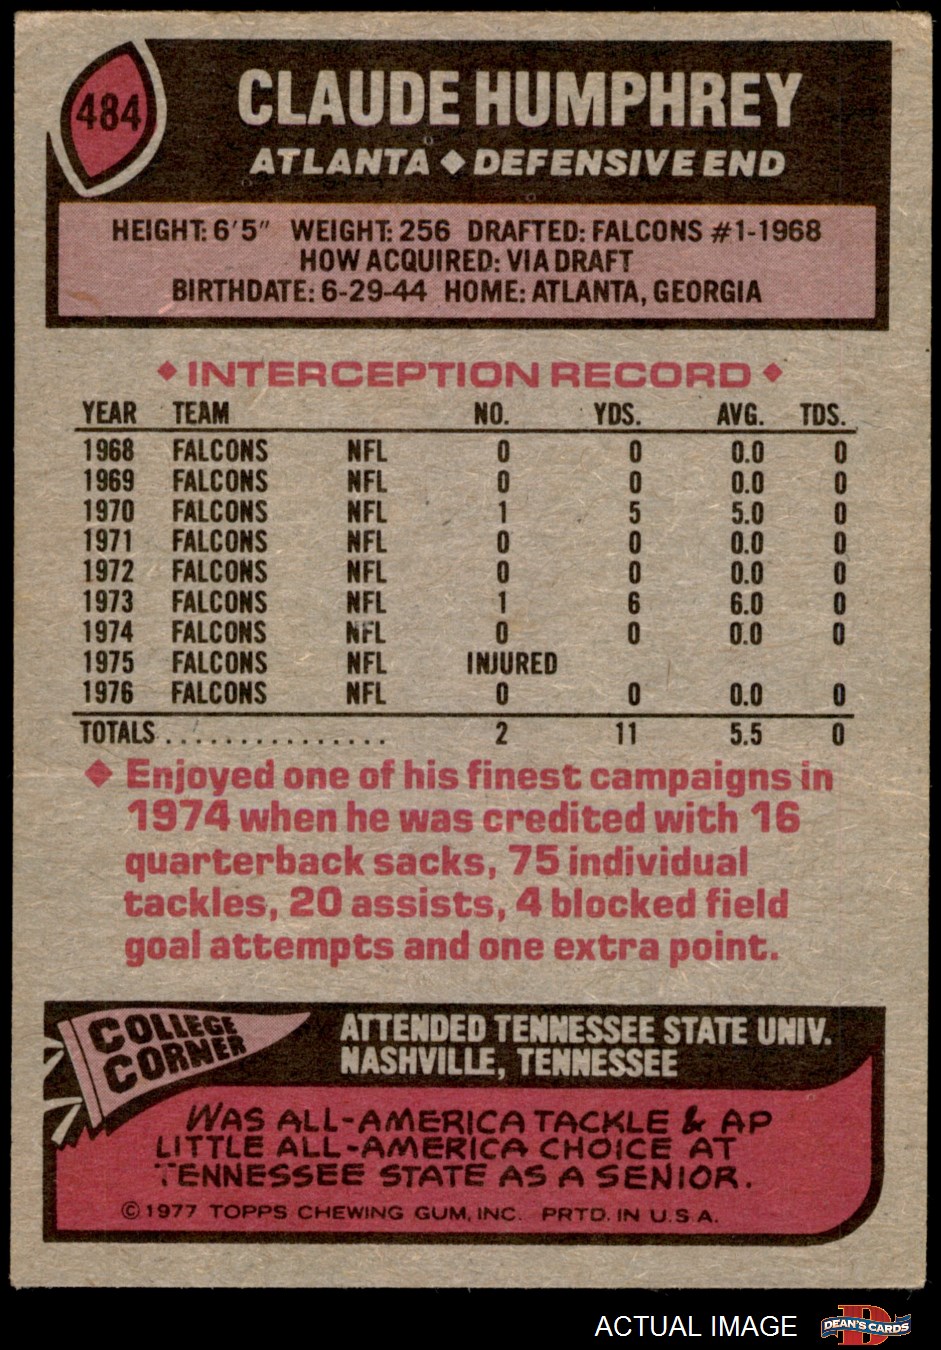 484
CLAUDE HUMPHREY
ATLANTA ◆ DEFENSIVE END
HEIGHT: 6'5" WEIGHT: 256 DRAFTED: FALCONS #1-1968
HOW ACQUIRED: VIA DRAFT
BIRTHDATE: 6-29-44 HOME: ATLANTA, GEORGIA
◆ INTERCEPTION RECORD ◆
YEAR TEAM NO. YDS. AVG. TDS.
1968 FALCONS NFL 0 0 0.0 0
1969 FALCONS NFL 0 0 0.0 0
1970 FALCONS NFL 1 5 5.0 0
1971 FALCONS NFL 0 0 0.0 0
1972 FALCONS NFL 0 0 0.0 0
1973 FALCONS NFL 1 6 6.0 0
1974 FALCONS NFL 0 0 0.0 0
1975 FALCONS NFL INJURED
1976 FALCONS NFL 0 0 0.0 0
TOTALS ............... 2 11 5.5 0
◆ Enjoyed one of his finest campaigns in
1974 when he was credited with 16
quarterback sacks, 75 individual
tackles, 20 assists, 4 blocked field
goal attempts and one extra point.
COLLEGE
CORNER
ATTENDED TENNESSEE STATE UNIV.
NASHVILLE, TENNESSEE
WAS ALL-AMERICA TACKLE & AP
LITTLE ALL-AMERICA CHOICE AT
TENNESSEE STATE AS A SENIOR.
© 1977 TOPPS CHEWING GUM, INC. PRTD. IN U.S.A.
ACTUAL IMAGE
D
DEAN'S CARDS